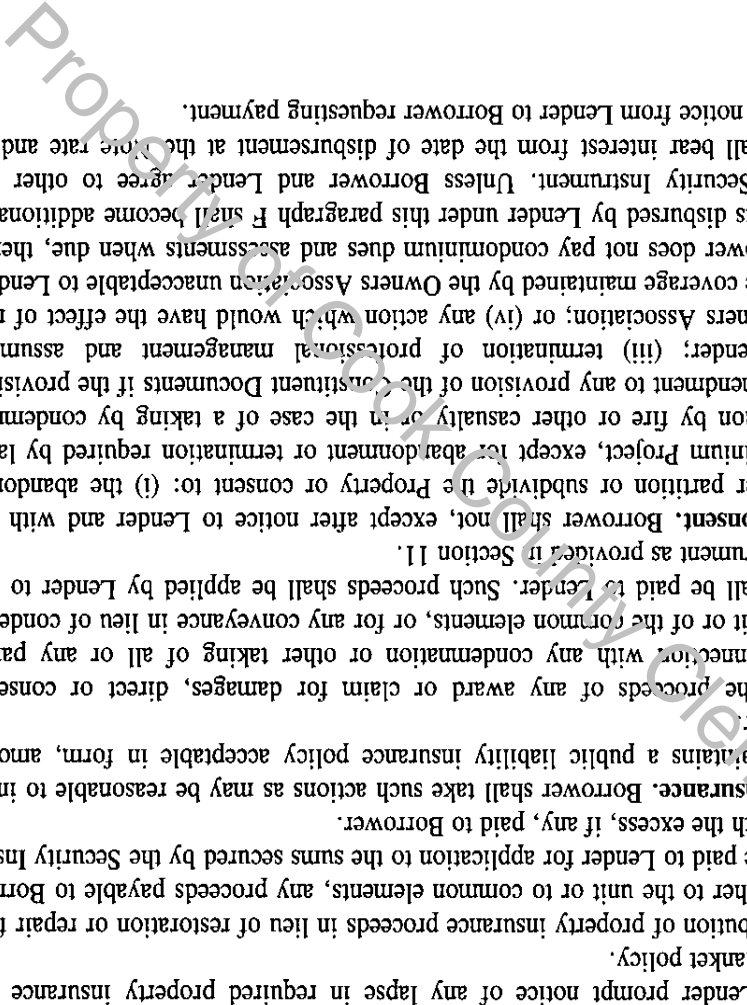 ender prompt notice of any lapse in required property insurance
anket policy.
bution of property insurance proceeds in lieu of restoration or repair f
her to the unit or to common elements, any proceeds payable to Borr
e paid to Lender for application to the sums secured by the Security Ins
th the excess, if any, paid to Borrower.
surance. Borrower shall take such actions as may be reasonable to in
aintains a public liability insurance policy acceptable in form, amo
he proceeds of any award or claim for damages, direct or conse
nnection with any condemnation or other taking of all or any pa
it or of the common elements, or for any conveyance in lieu of conde
all be paid to Lender. Such proceeds shall be applied by Lender to
rument as provided in Section 11.
onsent. Borrower shall not, except after notice to Lender and with
er partition or subdivide the Property or consent to: (i) the abandon
minium Project, except for abandonment or termination required by la
ion by fire or other casualty or in the case of a taking by condemn
endment to any provision of the Constituent Documents if the provisi
ender; (iii) termination of professional management and assum
ners Association; or (iv) any action which would have the effect of r
e coverage maintained by the Owners Association unacceptable to Lend
ower does not pay condominium dues and assessments when due, the
s disbursed by Lender under this paragraph F shall become additiona
Security Instrument. Unless Borrower and Lender agree to other
all bear interest from the date of disbursement at the Note rate and
notice from Lender to Borrower requesting payment.
Property of Cook County Cler